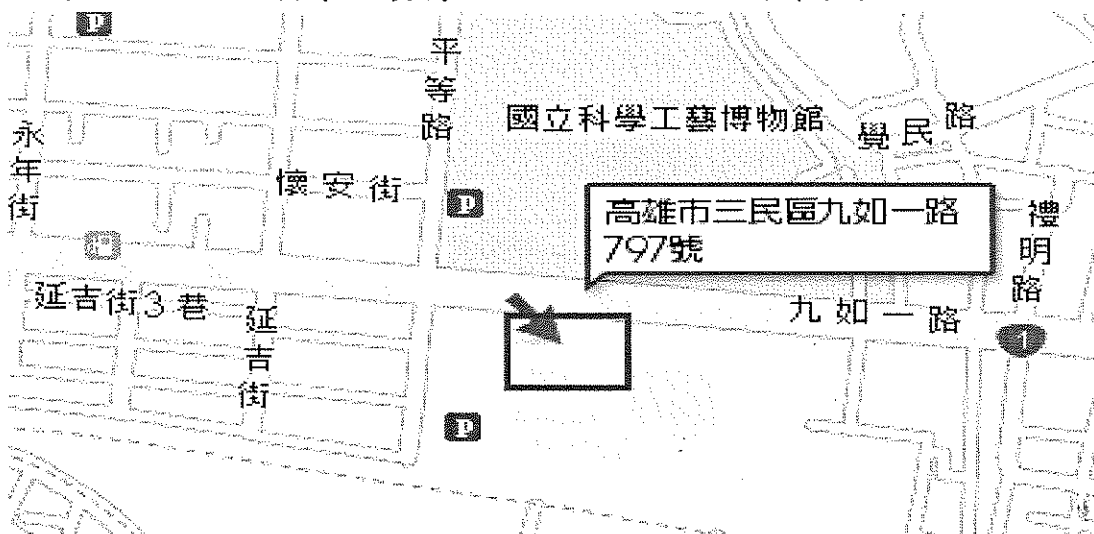 P
平等路
國立科學工藝博物館
覺民路
永年街
懷安街
P
高雄市三民區九如一路
797號
禮明路
延吉街3巷
延吉街
九如一路
1
P